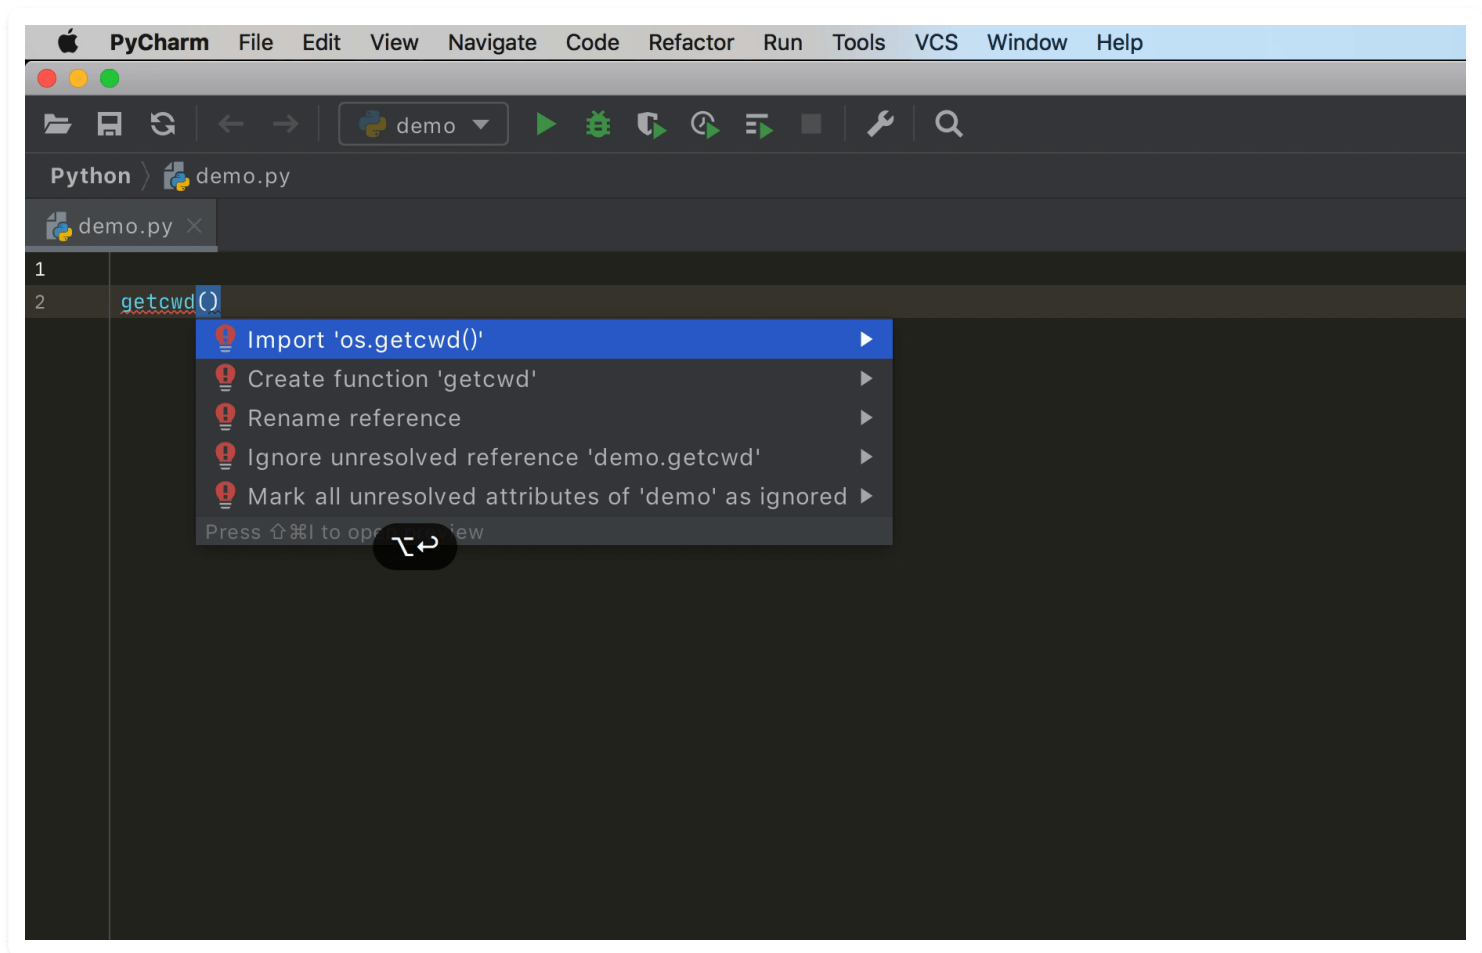 PyCharm File Edit View Navigate Code Refactor Run Tools VCS Window Help
demo
Python demo.py
demo.py
1
2 getcwd()
Import 'os.getcwd()'
Create function 'getcwd'
Rename reference
Ignore unresolved reference 'demo.getcwd'
Mark all unresolved attributes of 'demo' as ignored
Press ⇧⌘I to open preview
⌥↩